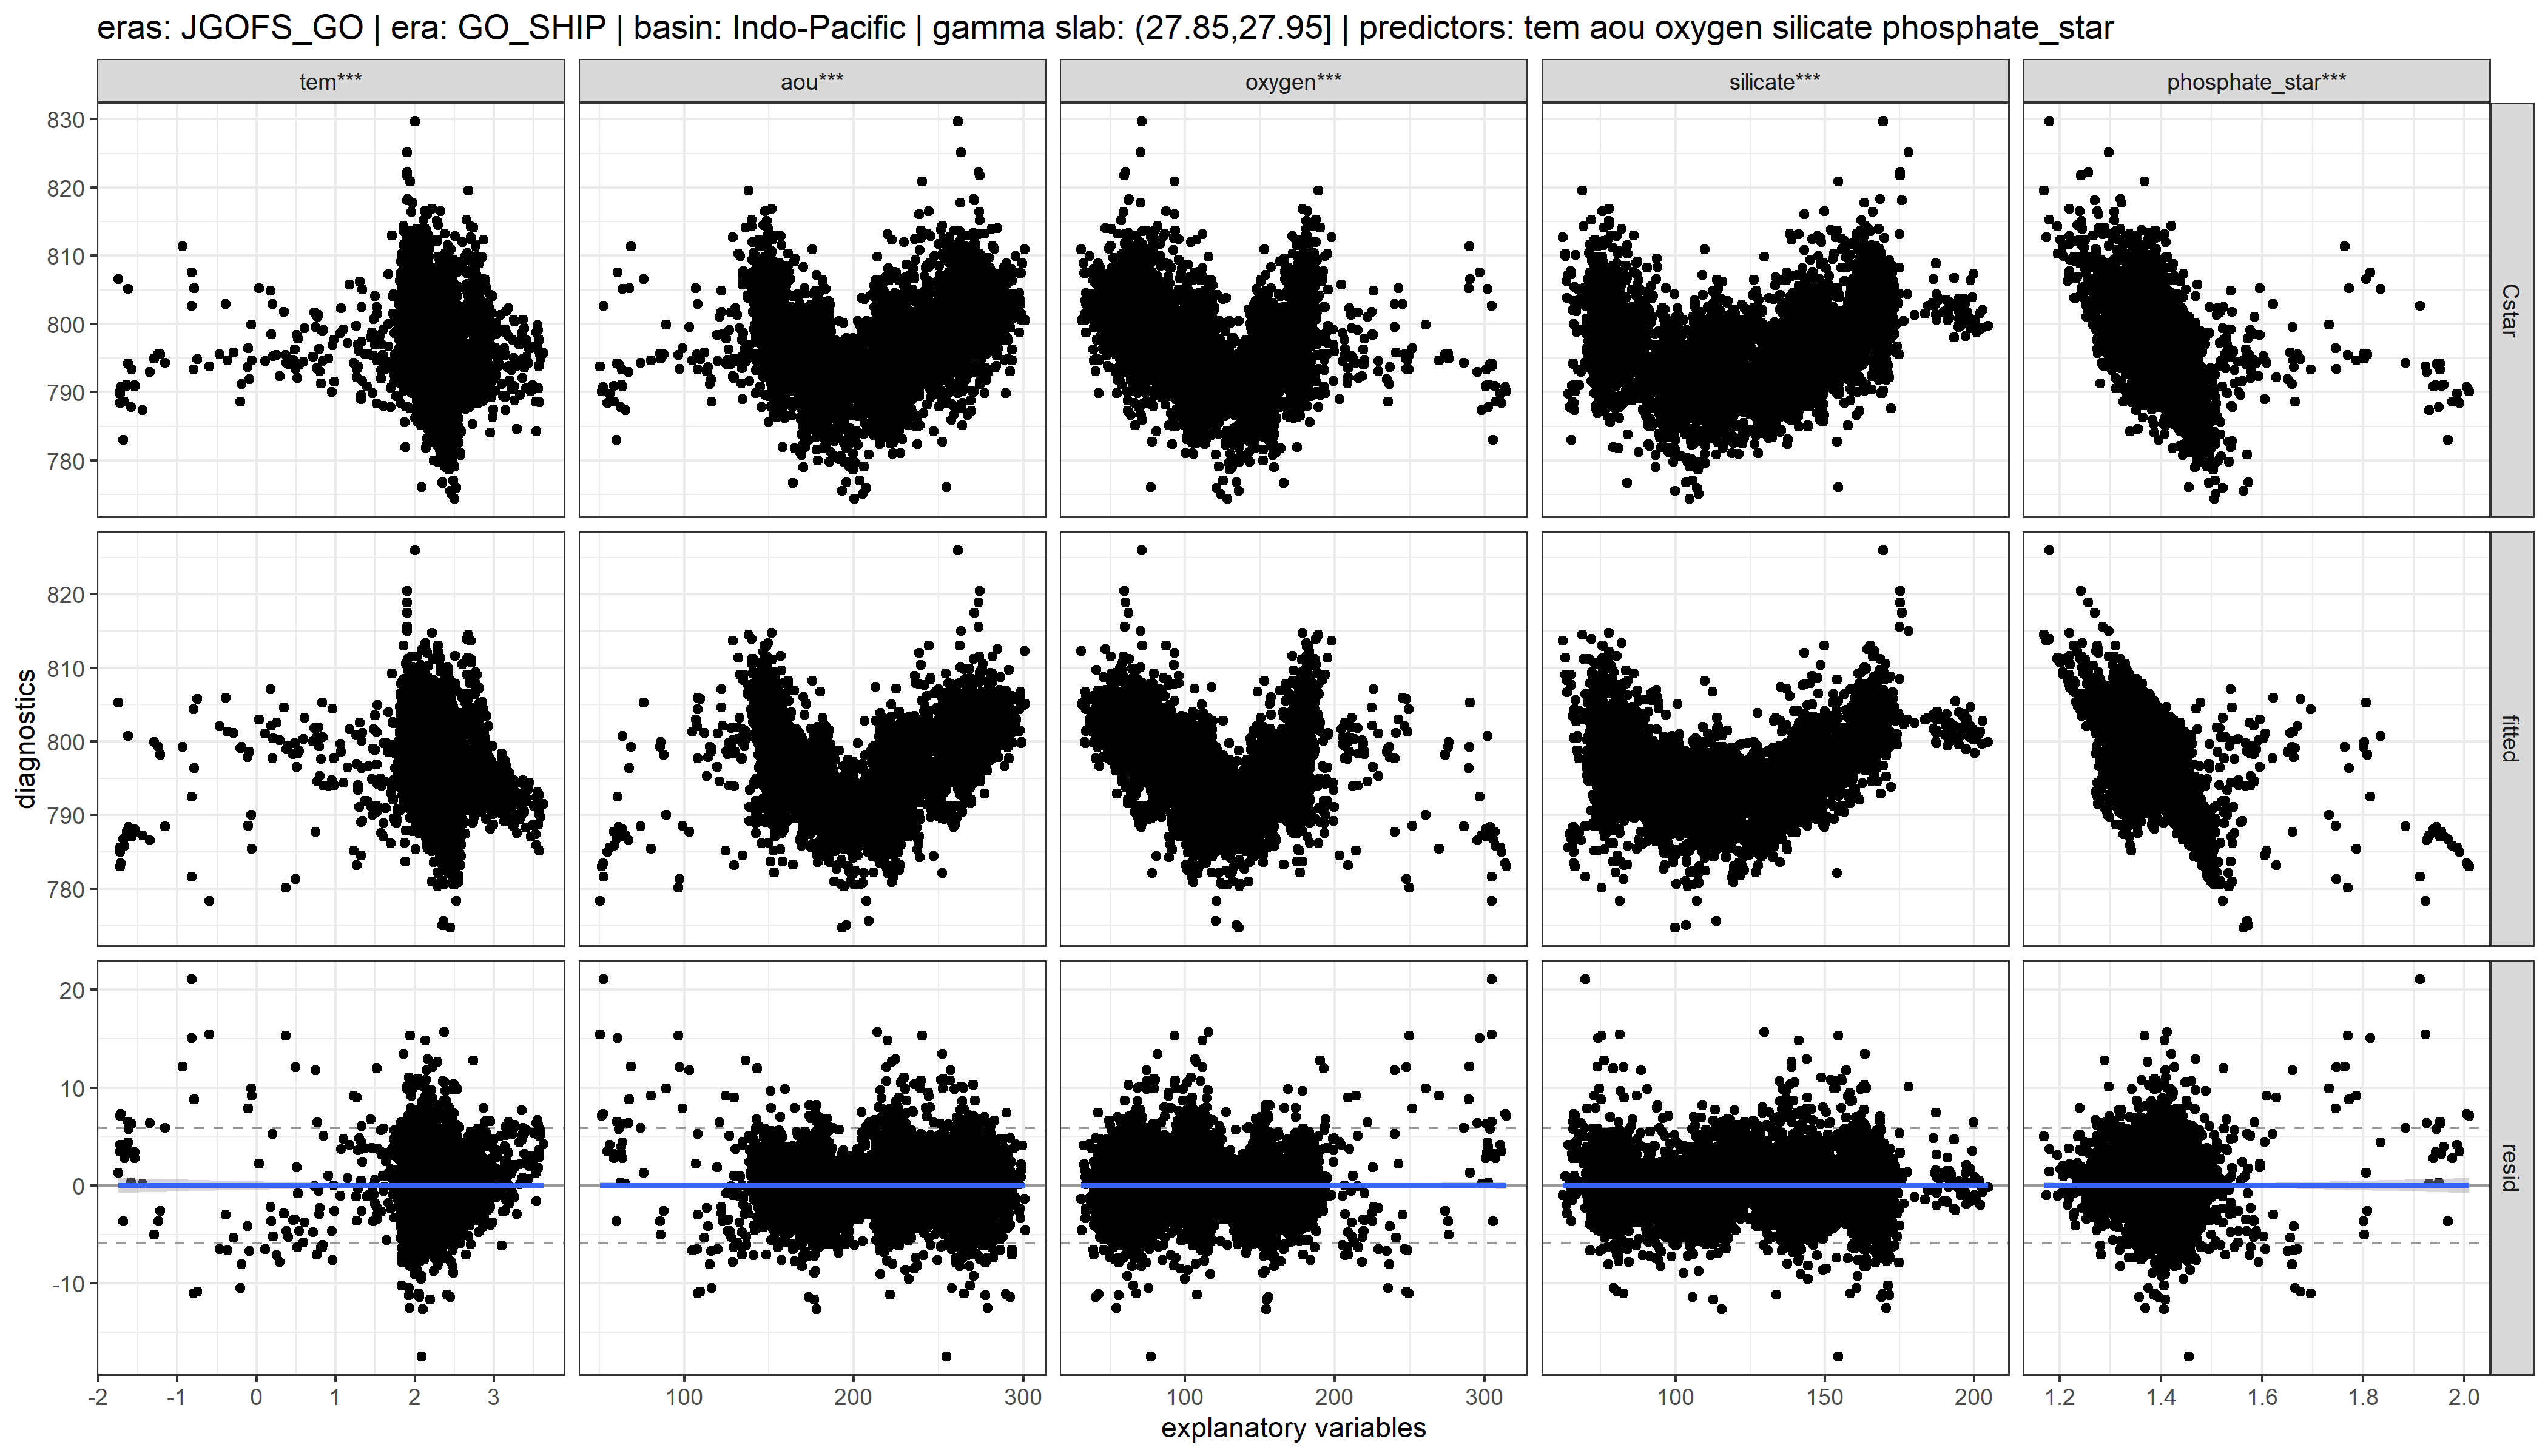 eras: JGOFS_GO | era: GO_SHIP | basin: Indo-Pacific | gamma slab: (27.85,27.95] | predictors: tem aou oxygen silicate phosphate_star
tem*** aou*** oxygen*** silicate*** phosphate_star***
830
820
810
800
790
780
Cstar
820
810
800
790
780
fitted
diagnostics
20
10
0
-10
resid
-2 -1 0 1 2 3 100 200 300 100 200 300 100 150 200 1.2 1.4 1.6 1.8 2.0
explanatory variables